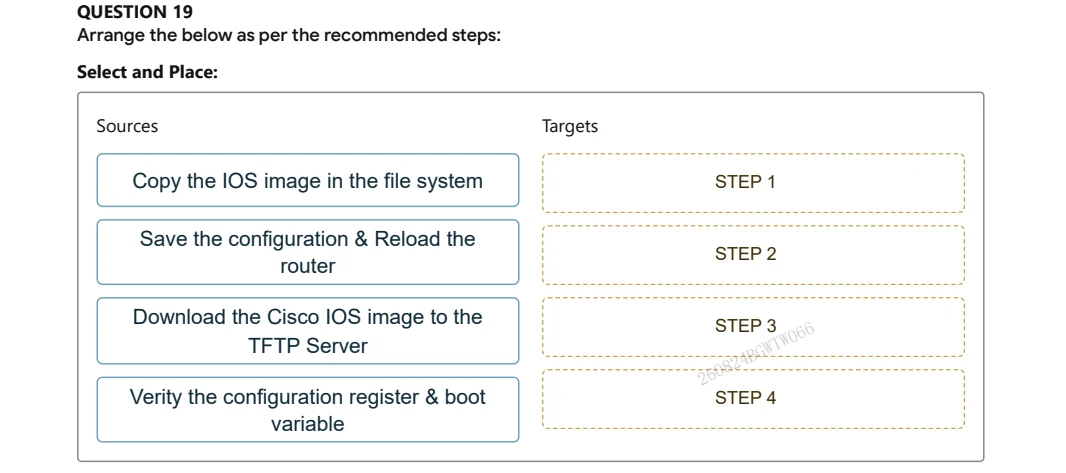 QUESTION 19
Arrange the below as per the recommended steps:
Select and Place:
Sources
Targets
Copy the IOS image in the file system
STEP 1
Save the configuration & Reload the
router
STEP 2
Download the Cisco IOS image to the
TFTP Server
STEP 3
260824BGWTW066
Verity the configuration register & boot
variable
STEP 4